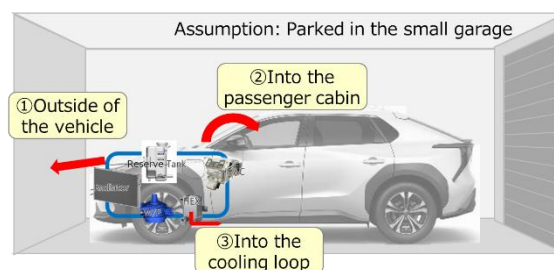 Assumption: Parked in the small garage
②Into the
passenger cabin
①Outside of
the vehicle
Reserve Tank
Radiator
③Into the
cooling loop